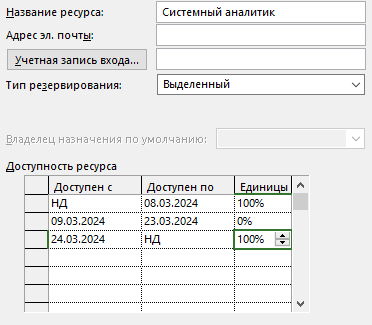 Название ресурса: Системный аналитик
Адрес эл. почты:
Учетная запись входа...
Тип резервирования: Выделенный
Владелец назначения по умолчанию:
Доступность ресурса
Доступен с Доступен по Единицы
НД 08.03.2024 100%
09.03.2024 23.03.2024 0%
24.03.2024 НД 100%